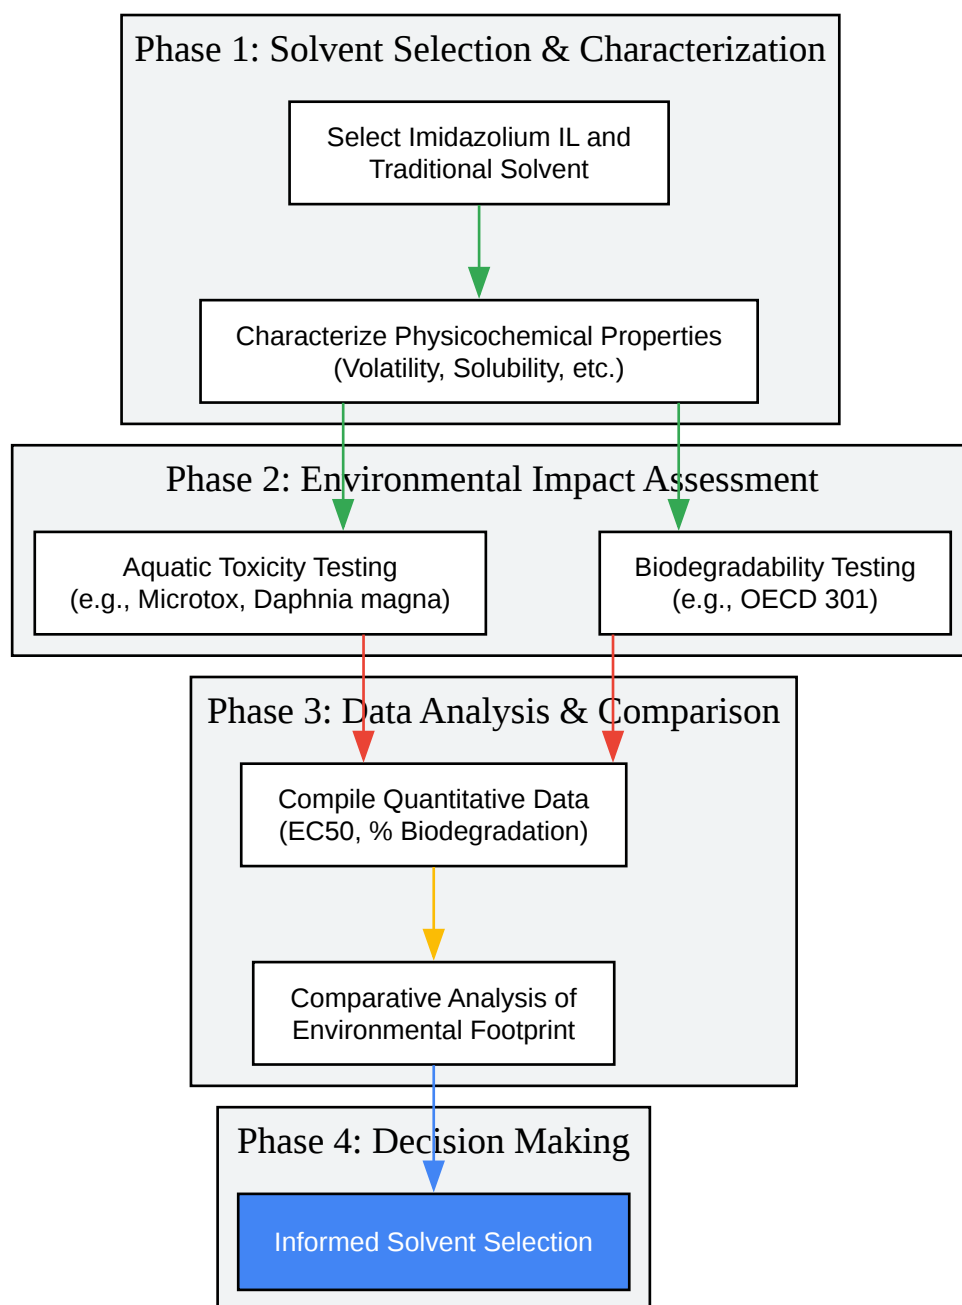 Phase 1: Solvent Selection & Characterization
Select Imidazolium IL and
Traditional Solvent
Characterize Physicochemical Properties
(Volatility, Solubility, etc.)
Phase 2: Environmental Impact Assessment
Aquatic Toxicity Testing
(e.g., Microtox, Daphnia magna)
Biodegradability Testing
(e.g., OECD 301)
Phase 3: Data Analysis & Comparison
Compile Quantitative Data
(EC50, % Biodegradation)
Comparative Analysis of
Environmental Footprint
Phase 4: Decision Making
Informed Solvent Selection